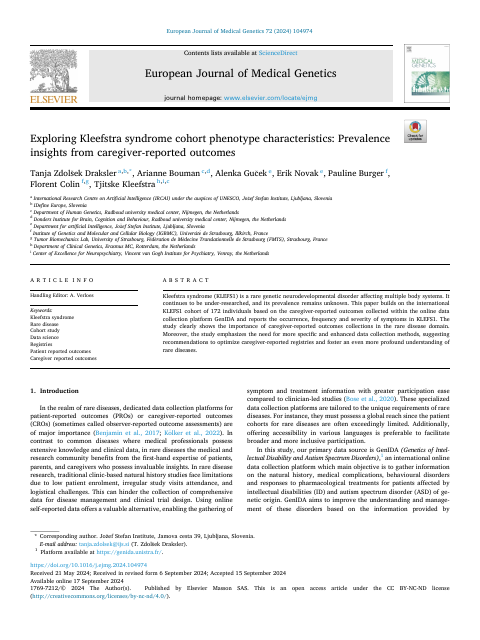 European Journal of Medical Genetics 72 (2024) 104974
Contents lists available at ScienceDirect
European Journal of Medical Genetics
journal homepage: www.elsevier.com/locate/ejmg
ELSEVIER
Exploring Kleefstra syndrome cohort phenotype characteristics: Prevalence
insights from caregiver-reported outcomes
Tanja Zdolšek Draksler a,b,*, Arianne Bouman c,d, Alenka Guček e, Erik Novak e, Pauline Burger f,
Florent Colin f,g, Tjitske Kleefstra h,i,c
a International Research Centre on Artificial Intelligence (IRCAI) under the auspices of UNESCO, Jozef Stefan Institute, Ljubljana, Slovenia
b IDefine Europe, Slovenia
c Department of Human Genetics, Radboud university medical center, Nijmegen, the Netherlands
d Donders Institute for Brain, Cognition and Behaviour, Radboud university medical center, Nijmegen, the Netherlands
e Department for artificial Intelligence, Jozef Stefan Institute, Ljubljana, Slovenia
f Institute of Genetics and Molecular and Cellular Biology (IGBMC), Université de Strasbourg, Illkirch, France
g Tumor Biomechanics Lab, University of Strasbourg, Fédération de Médecine Translationnelle de Strasbourg (FMTS), Strasbourg, France
h Department of Clinical Genetics, Erasmus MC, Rotterdam, the Netherlands
i Center of Excellence for Neuropsychiatry, Vincent van Gogh Institute for Psychiatry, Venray, the Netherlands
ARTICLE INFO
Handling Editor: A. Verloes
Keywords:
Kleefstra syndrome
Rare disease
Cohort study
Data science
Registries
Patient reported outcomes
Caregiver reported outcomes
ABSTRACT
Kleefstra syndrome (KLEFS1) is a rare genetic neurodevelopmental disorder affecting multiple body systems. It
continues to be under-researched, and its prevalence remains unknown. This paper builds on the international
KLEFS1 cohort of 172 individuals based on the caregiver-reported outcomes collected within the online data
collection platform GenIDA and reports the occurrence, frequency and severity of symptoms in KLEFS1. The
study clearly shows the importance of caregiver-reported outcomes collections in the rare disease domain.
Moreover, the study emphasizes the need for more specific and enhanced data collection methods, suggesting
recommendations to optimize caregiver-reported registries and foster an even more profound understanding of
rare diseases.
1. Introduction
In the realm of rare diseases, dedicated data collection platforms for
patient-reported outcomes (PROs) or caregiver-reported outcomes
(CROs) (sometimes called observer-reported outcome assessments) are
of major importance (Benjamin et al., 2017; Kolker et al., 2022). In
contrast to common diseases where medical professionals possess
extensive knowledge and clinical data, in rare diseases the medical and
research community benefits from the first-hand expertise of patients,
parents, and caregivers who possess invaluable insights. In rare disease
research, traditional clinic-based natural history studies face limitations
due to low patient enrolment, irregular study visits attendance, and
logistical challenges. This can hinder the collection of comprehensive
data for disease management and clinical trial design. Using online
self-reported data offers a valuable alternative, enabling the gathering of
symptom and treatment information with greater participation ease
compared to clinician-led studies (Bose et al., 2020). These specialized
data collection platforms are tailored to the unique requirements of rare
diseases. For instance, they must possess a global reach since the patient
cohorts for rare diseases are often exceedingly limited. Additionally,
offering accessibility in various languages is preferable to facilitate
broader and more inclusive participation.
In this study, our primary data source is GenIDA (Genetics of Intel-
lectual Disability and Autism Spectrum Disorders),1 an international online
data collection platform which main objective is to gather information
on the natural history, medical complications, behavioural disorders
and responses to pharmacological treatments for patients affected by
intellectual disabilities (ID) and autism spectrum disorder (ASD) of ge-
netic origin. GenIDA aims to improve the understanding and manage-
ment of these disorders based on the information provided by
* Corresponding author. Jozef Stefan Institute, Jamova cesta 39, Ljubljana, Slovenia.
E-mail address: tanja.zdolsek@ijs.si (T. Zdolšek Draksler).
1 Platform available at https://genida.unistra.fr/.
https://doi.org/10.1016/j.ejmg.2024.104974
Received 21 May 2024; Received in revised form 6 September 2024; Accepted 15 September 2024
Available online 17 September 2024
1769-7212/© 2024 The Author(s). Published by Elsevier Masson SAS. This is an open access article under the CC BY-NC-ND license
(http://creativecommons.org/licenses/by-nc-nd/4.0/).